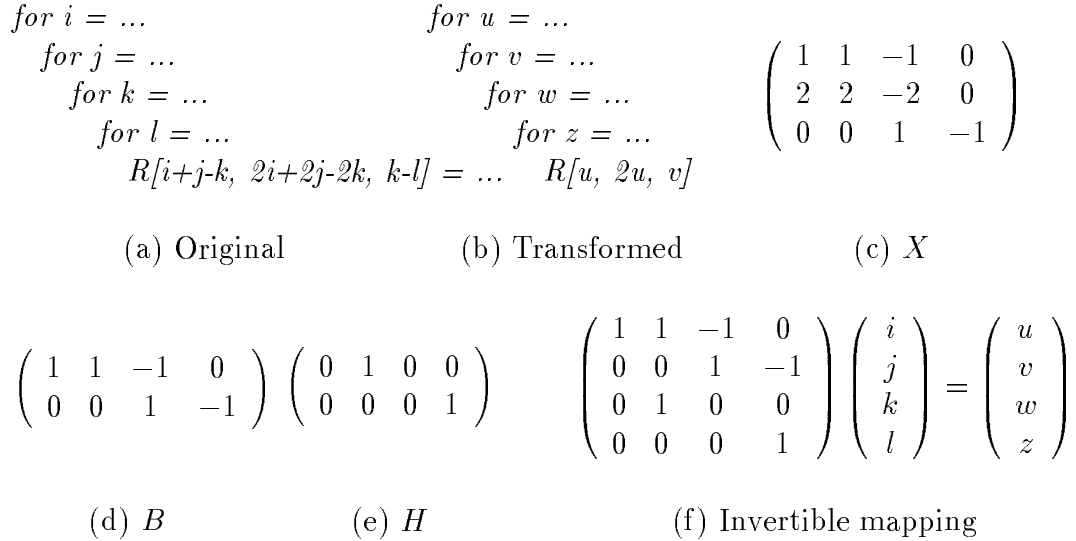 for i = ... for u = ...
for j = ... for v = ...
for k = ... for w = ...
for l = ... for z = ...
R[i+j-k, 2i+2j-2k, k-l] = ... R[u, 2u, v]
( 1 1 −1 0 )
( 2 2 −2 0 )
( 0 0 1 −1 )
(a) Original (b) Transformed (c) X
( 1 1 −1 0 ) ( 0 1 0 0 )
( 0 0 1 −1 ) ( 0 0 0 1 )
( 1 1 −1 0 ) ( i ) ( u )
( 0 0 1 −1 ) ( j ) = ( v )
( 0 1 0 0 ) ( k ) ( w )
( 0 0 0 1 ) ( l ) ( z )
(d) B (e) H (f) Invertible mapping